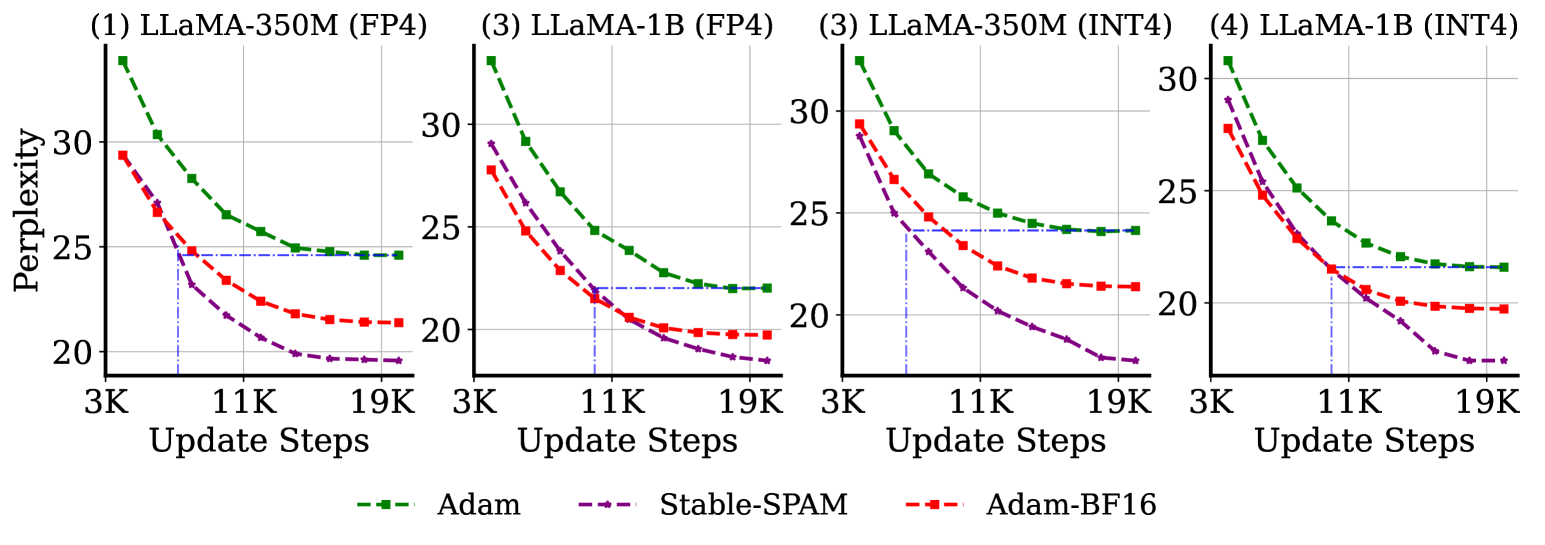 (1) LLaMA-350M (FP4) (3) LLaMA-1B (FP4) (3) LLaMA-350M (INT4) (4) LLaMA-1B (INT4)
Perplexity
30
25
20
3K 11K 19K
Update Steps
30
25
20
3K 11K 19K
Update Steps
30
25
20
3K 11K 19K
Update Steps
30
25
20
3K 11K 19K
Update Steps
Adam Stable-SPAM Adam-BF16